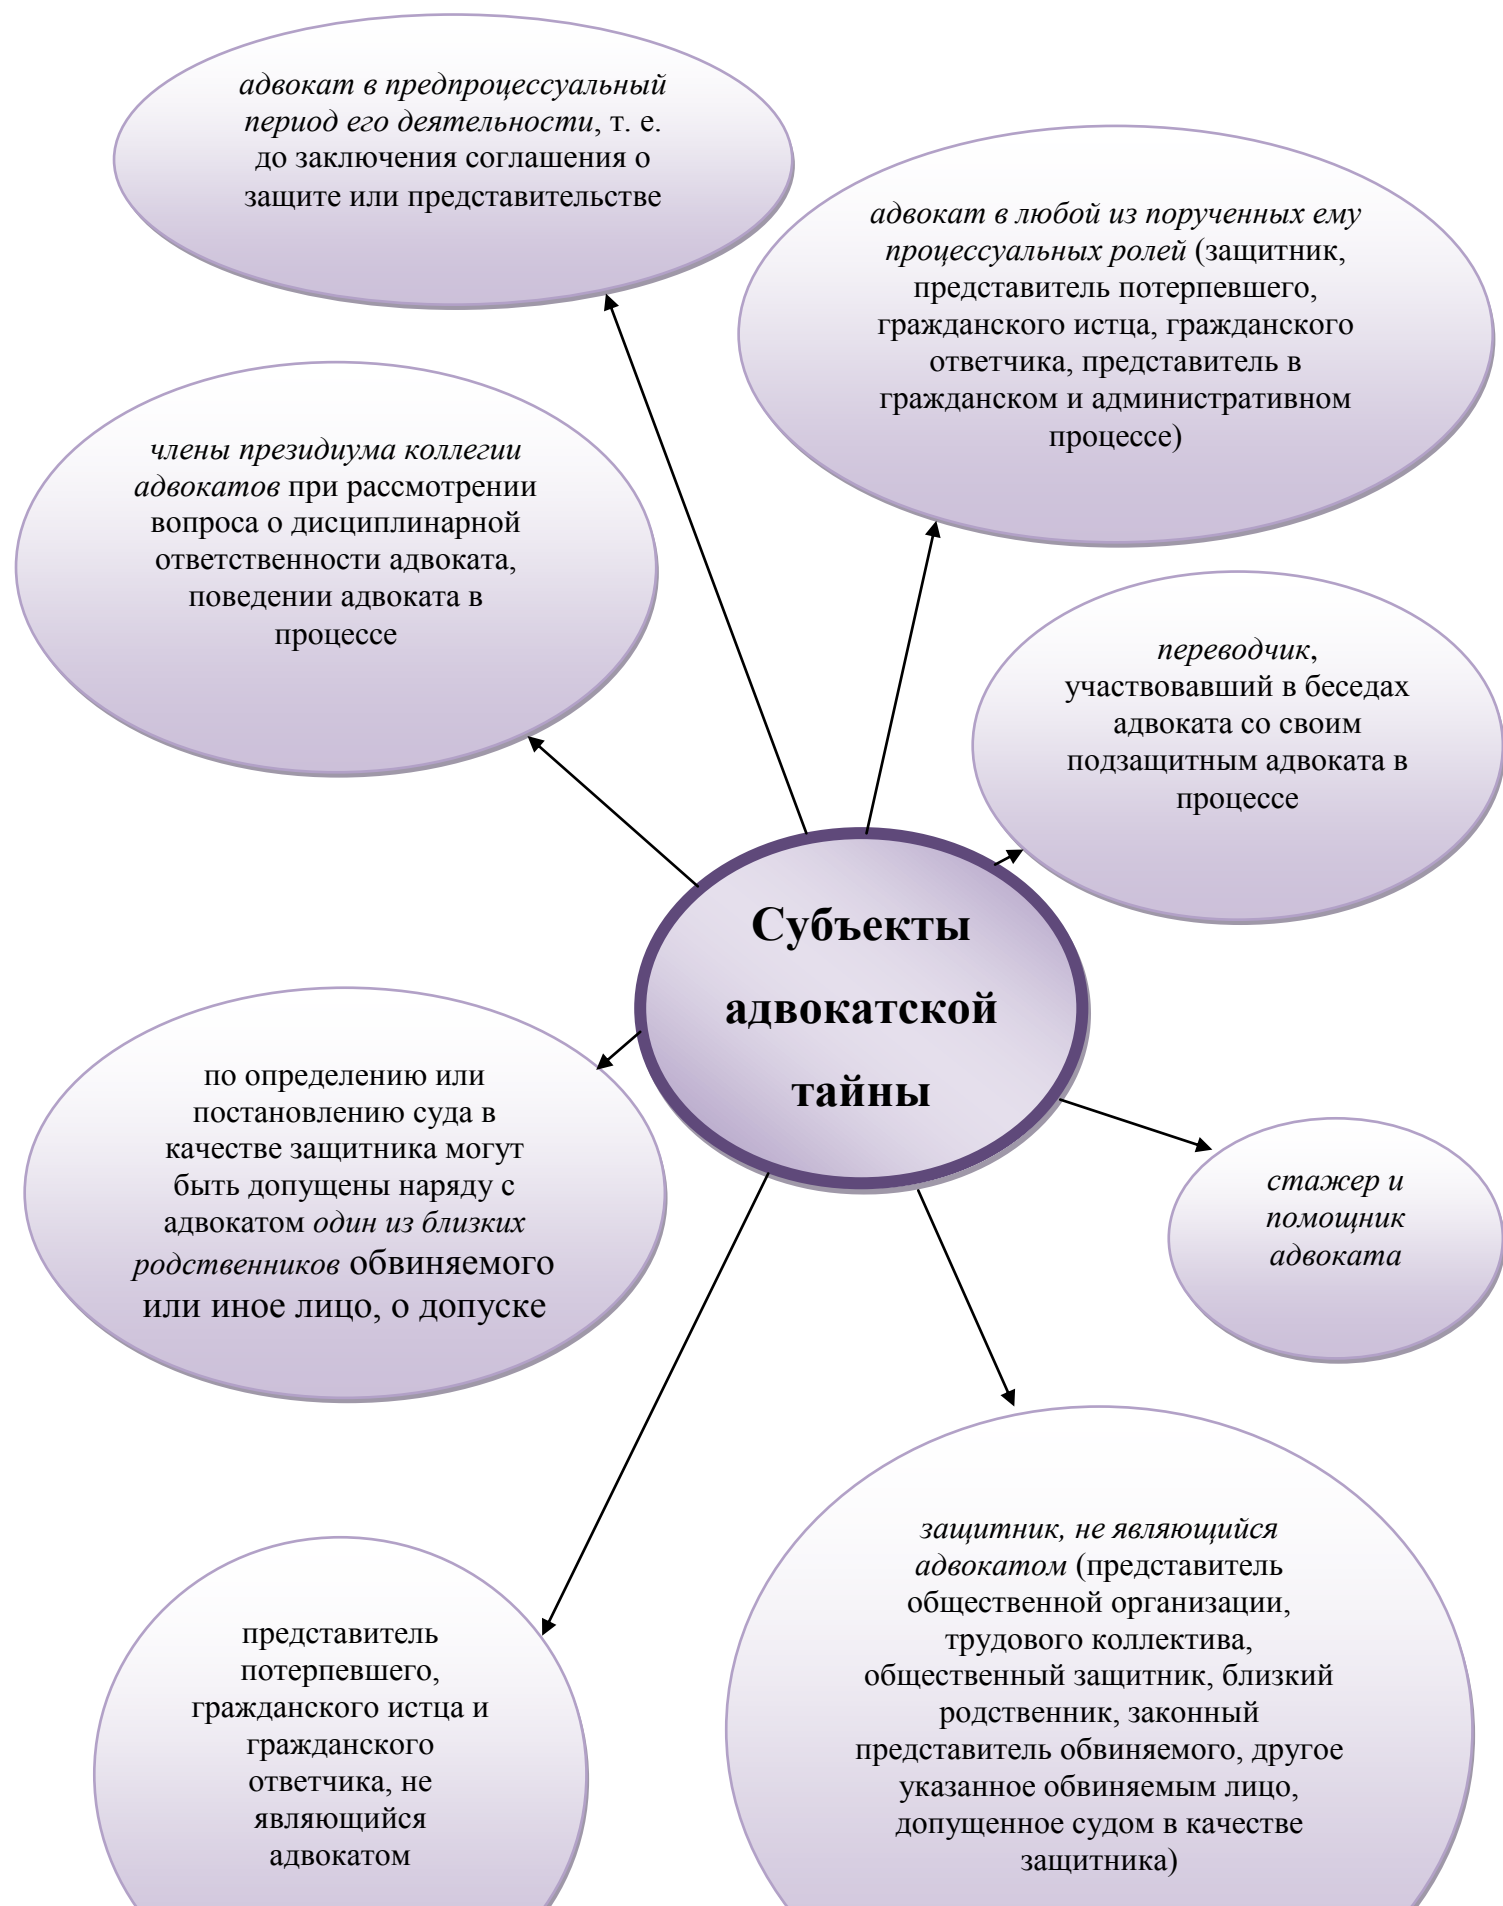 адвокат в предпроцессуальный
период его деятельности, т. е.
до заключения соглашения о
защите или представительстве
адвокат в любой из порученных ему
процессуальных ролей (защитник,
представитель потерпевшего,
гражданского истца, гражданского
ответчика, представитель в
гражданском и административном
процессе)
члены президиума коллегии
адвокатов при рассмотрении
вопроса о дисциплинарной
ответственности адвоката,
поведении адвоката в
процессе
переводчик,
участвовавший в беседах
адвоката со своим
подзащитным адвоката в
процессе
Субъекты
адвокатской
тайны
по определению или
постановлению суда в
качестве защитника могут
быть допущены наряду с
адвокатом один из близких
родственников обвиняемого
или иное лицо, о допуске
стажер и
помощник
адвоката
защитник, не являющийся
адвокатом (представитель
общественной организации,
трудового коллектива,
общественный защитник, близкий
родственник, законный
представитель обвиняемого, другое
указанное обвиняемым лицо,
допущенное судом в качестве
защитника)
представитель
потерпевшего,
гражданского истца и
гражданского
ответчика, не
являющийся
адвокатом